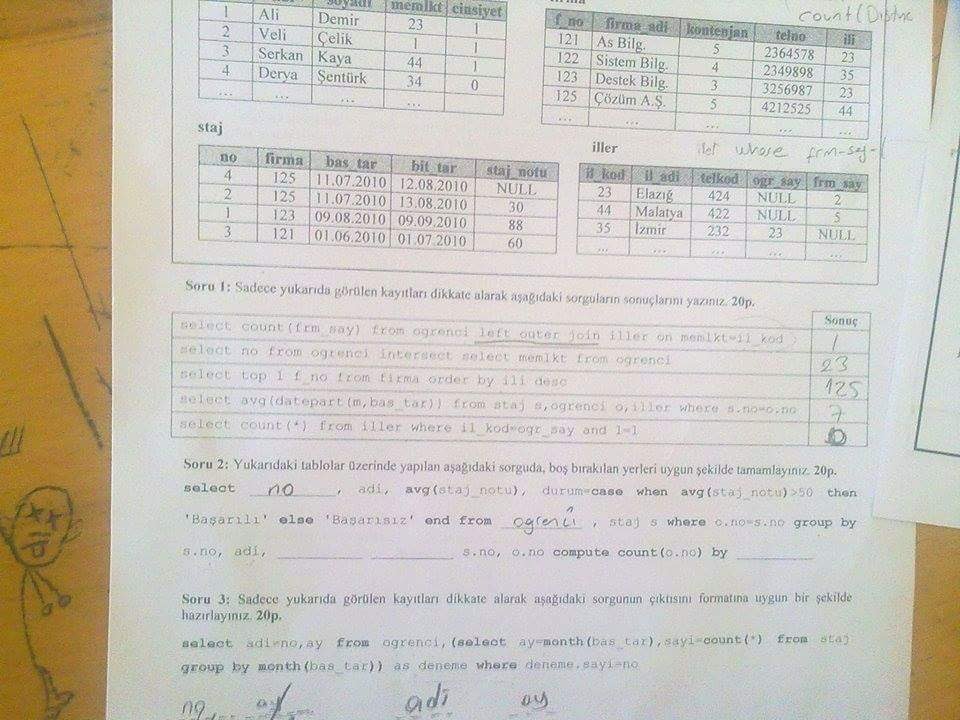 soyadı memlkt cinsiyet
1 Ali Demir 23 1
2 Veli Çelik 1 1
3 Serkan Kaya 44 1
4 Derya Şentürk 34 0
... ... ... ...
count(Distinc
f_no firma_adi kontenjan telno ili
121 As Bilg. 5 2364578 23
122 Sistem Bilg. 4 2349898 35
123 Destek Bilg. 3 3256987 23
125 Çözüm A.Ş. 5 4212525 44
... ... ... ... ...
staj
no firma bas_tar bit_tar staj_notu
4 125 11.07.2010 12.08.2010 NULL
2 125 11.07.2010 13.08.2010 30
1 123 09.08.2010 09.09.2010 88
3 121 01.06.2010 01.07.2010 60
iller
whose frm-say-
il_kod il_adi telkod ogr_say frm_say
23 Elazığ 424 NULL 2
44 Malatya 422 NULL 5
35 İzmir 232 23 NULL
... ... ... ... ...
Soru 1: Sadece yukarıda görülen kayıtları dikkate alarak aşağıdaki sorguların sonuçlarını yazınız. 20p.
Sonuç
select count(frm_say) from ogrenci left outer join iller on memlkt=il_kod 1
select no from ogrenci intersect select memlkt from ogrenci 23
select top 1 f_no from firma order by ili desc 125
select avg(datepart(m,bas_tar)) from staj s,ogrenci o,iller where s.no=o.no 7
select count(*) from iller where il_kod=ogr_say and 1=1 0
Soru 2: Yukarıdaki tablolar üzerinde yapılan aşağıdaki sorguda, boş bırakılan yerleri uygun şekilde tamamlayınız. 20p.
select no, adi, avg(staj_notu), durum=case when avg(staj_notu)>50 then
'Başarılı' else 'Başarısız' end from ogrenci, staj s where o.no=s.no group by
s.no, adi, ________ ________ s.no, o.no compute count(o.no) by ________
Soru 3: Sadece yukarıda görülen kayıtları dikkate alarak aşağıdaki sorgunun çıktısını formatına uygun bir şekilde
hazırlayınız. 20p.
select adi=no,ay from ogrenci,(select ay=month(bas_tar),sayi=count(*) from staj
group by month(bas_tar)) as deneme where deneme.sayi=no
no ay adi ay